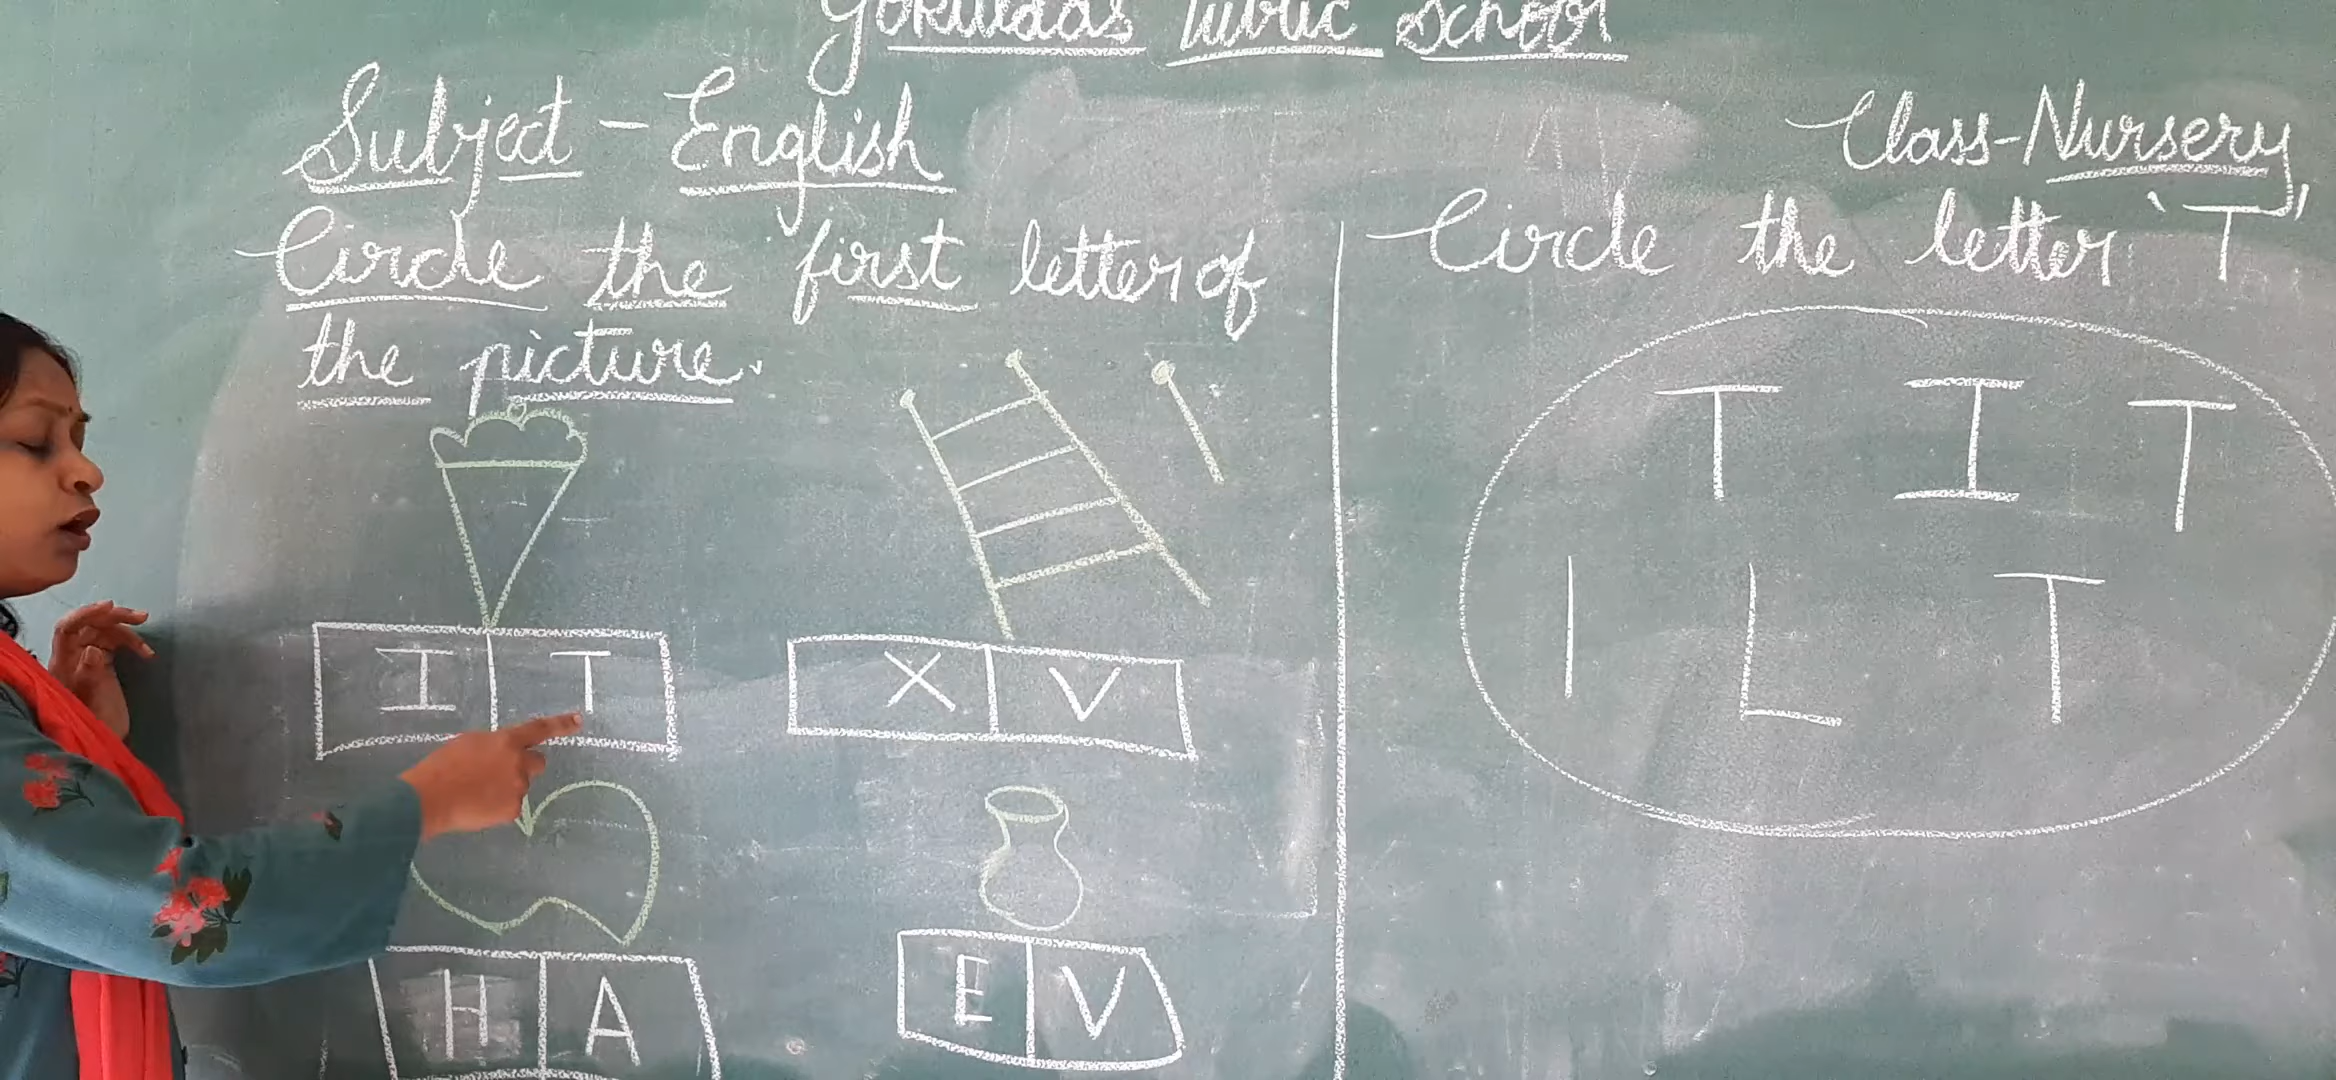 Gokuldas Public School
Subject - English
Class - Nursery
Circle the first letter of
the picture.
I T
X V
H A
E V
Circle the letter 'T'
T I T
I L T